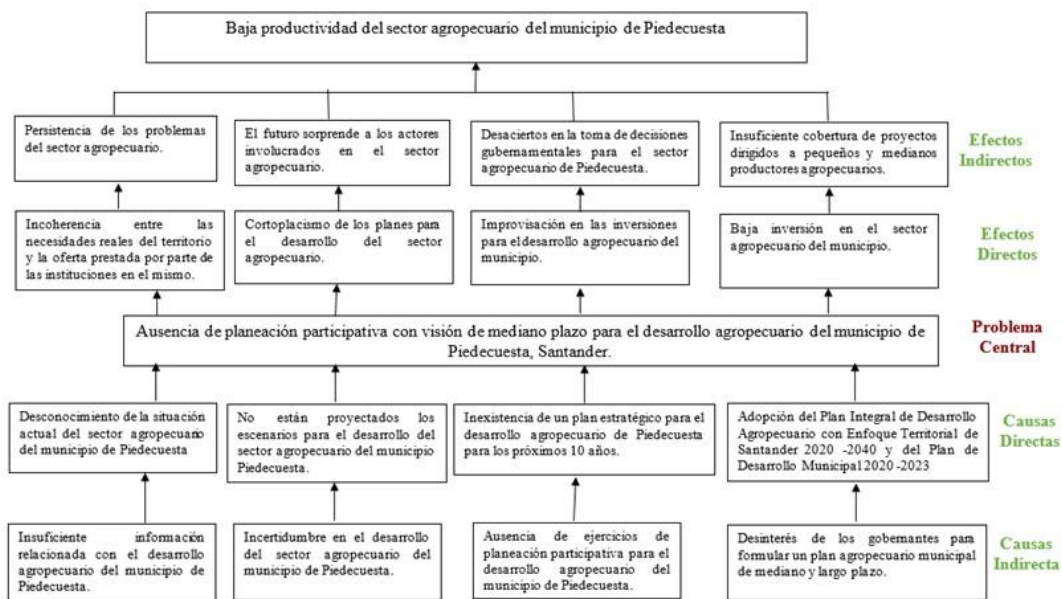 Baja productividad del sector agropecuario del municipio de Piedecuesta
Persistencia de los problemas
del sector agropecuario.
El futuro sorprende a los actores
involucrados en el sector
agropecuario.
Desaciertos en la toma de decisiones
gubernamentales para el sector
agropecuario de Piedecuesta.
Insuficiente cobertura de proyectos
dirigidos a pequeños y medianos
productores agropecuarios.
Efectos
Indirectos
Incoherencia entre las
necesidades reales del territorio
y la oferta prestada por parte de
las instituciones en el mismo.
Cortoplacismo de los planes para
el desarrollo del sector
agropecuario.
Improvisación en las inversiones
para el desarrollo agropecuario del
municipio.
Baja inversión en el sector
agropecuario del municipio.
Efectos
Directos
Ausencia de planeación participativa con visión de mediano plazo para el desarrollo agropecuario del municipio de
Piedecuesta, Santander.
Problema
Central
Desconocimiento de la situación
actual del sector agropecuario
del municipio de Piedecuesta
No están proyectados los
escenarios para el desarrollo del
sector agropecuario del municipio
Piedecuesta.
Inexistencia de un plan estratégico para el
desarrollo agropecuario de Piedecuesta
para los próximos 10 años.
Adopción del Plan Integral de Desarrollo
Agropecuario con Enfoque Territorial de
Santander 2020 -2040 y del Plan de
Desarrollo Municipal 2020 -2023
Causas
Directas
Insuficiente información
relacionada con el desarrollo
agropecuario del municipio de
Piedecuesta.
Incertidumbre en el desarrollo
del sector agropecuario del
municipio de Piedecuesta.
Ausencia de ejercicios de
planeación participativa para el
desarrollo agropecuario del
municipio de Piedecuesta.
Desinterés de los gobernantes para
formular un plan agropecuario municipal
de mediano y largo plazo.
Causas
Indirecta